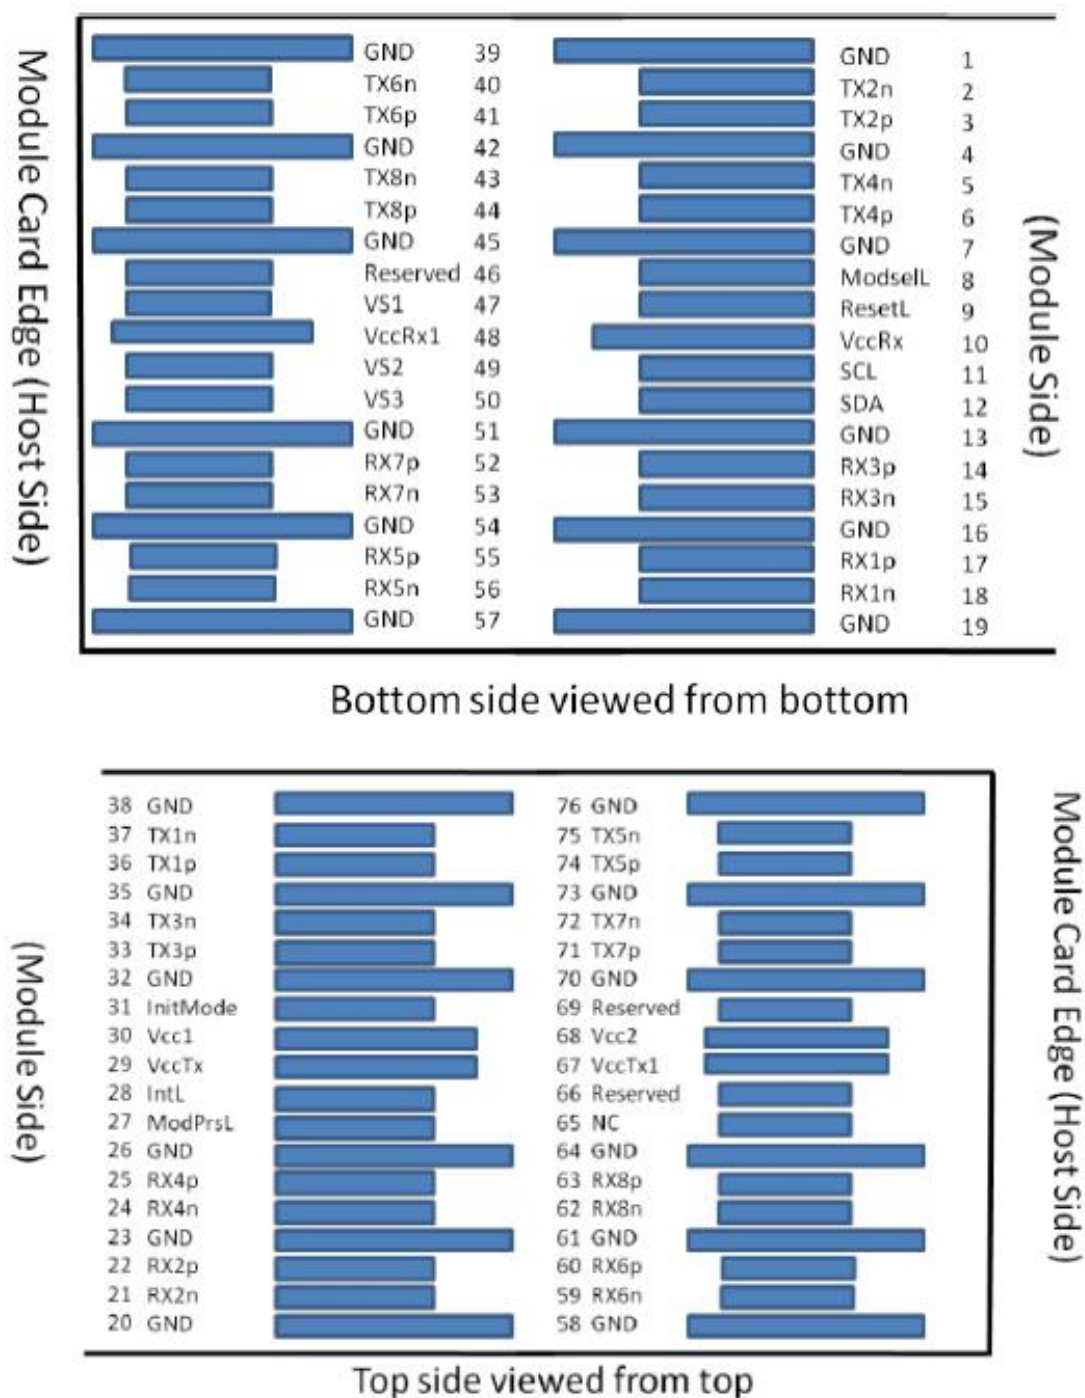 Module Card Edge (Host Side)
GND 39 GND 1
TX6n 40 TX2n 2
TX6p 41 TX2p 3
GND 42 GND 4
TX8n 43 TX4n 5
TX8p 44 TX4p 6
GND 45 GND 7
Reserved 46 ModselL 8
VS1 47 ResetL 9
VccRx1 48 VccRx 10
VS2 49 SCL 11
VS3 50 SDA 12
GND 51 GND 13
RX7p 52 RX3p 14
RX7n 53 RX3n 15
GND 54 GND 16
RX5p 55 RX1p 17
RX5n 56 RX1n 18
GND 57 GND 19
(Module Side)
Bottom side viewed from bottom
(Module Side)
38 GND 76 GND
37 TX1n 75 TX5n
36 TX1p 74 TX5p
35 GND 73 GND
34 TX3n 72 TX7n
33 TX3p 71 TX7p
32 GND 70 GND
31 InitMode 69 Reserved
30 Vcc1 68 Vcc2
29 VccTx 67 VccTx1
28 IntL 66 Reserved
27 ModPrsL 65 NC
26 GND 64 GND
25 RX4p 63 RX8p
24 RX4n 62 RX8n
23 GND 61 GND
22 RX2p 60 RX6p
21 RX2n 59 RX6n
20 GND 58 GND
Module Card Edge (Host Side)
Top side viewed from top